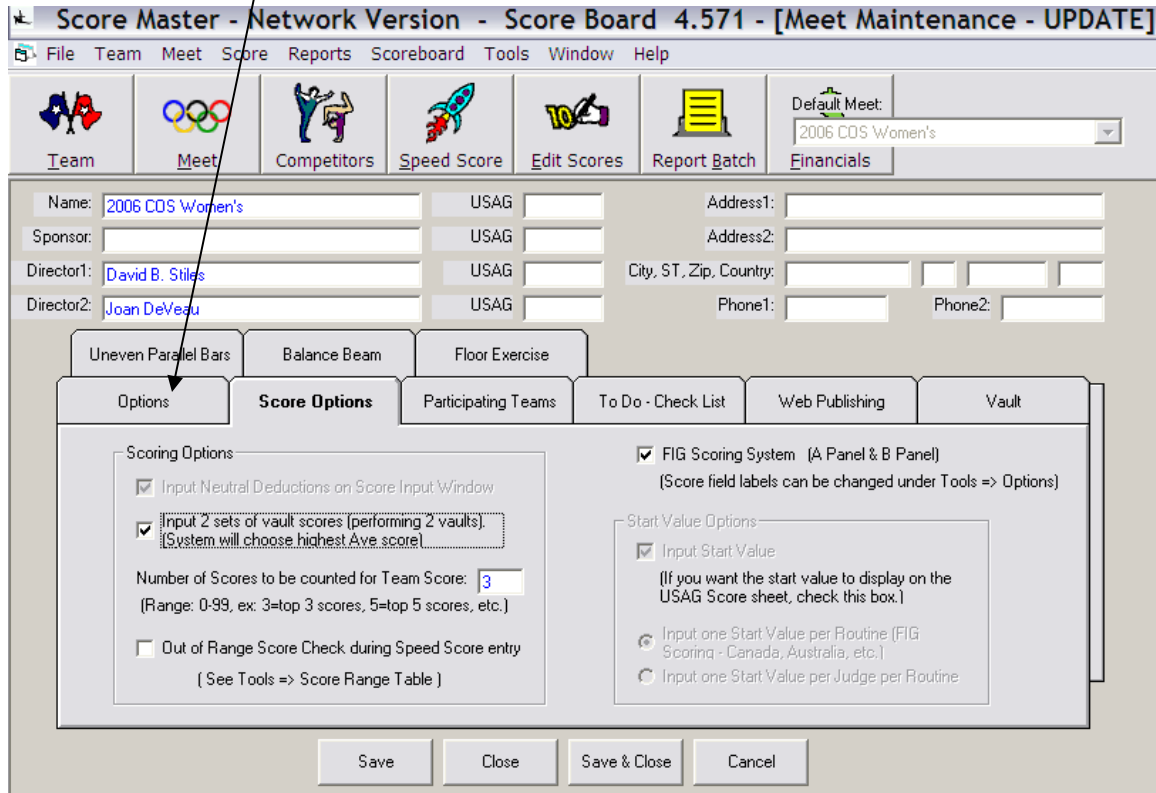 Score Master - Network Version - Score Board 4.571 - [Meet Maintenance - UPDATE]
File Team Meet Score Reports Scoreboard Tools Window Help
Team Meet Competitors Speed Score Edit Scores Report Batch Financials
10
Default Meet:
2006 COS Women's
Name: 2006 COS Women's USAG Address1:
Sponsor: USAG Address2:
Director1: David B. Stiles USAG City, ST, Zip, Country:
Director2: Joan DeVeau USAG Phone1: Phone2:
Uneven Parallel Bars Balance Beam Floor Exercise
Options Score Options Participating Teams To Do - Check List Web Publishing Vault
Scoring Options
Input Neutral Deductions on Score Input Window
Input 2 sets of vault scores (performing 2 vaults).
(System will choose highest Ave score)
Number of Scores to be counted for Team Score: 3
(Range: 0-99, ex: 3=top 3 scores, 5=top 5 scores, etc.)
Out of Range Score Check during Speed Score entry
( See Tools => Score Range Table )
FIG Scoring System (A Panel & B Panel)
(Score field labels can be changed under Tools => Options)
Start Value Options
Input Start Value
(If you want the start value to display on the
USAG Score sheet, check this box.)
Input one Start Value per Routine (FIG
Scoring - Canada, Australia, etc.)
Input one Start Value per Judge per Routine
Save Close Save & Close Cancel